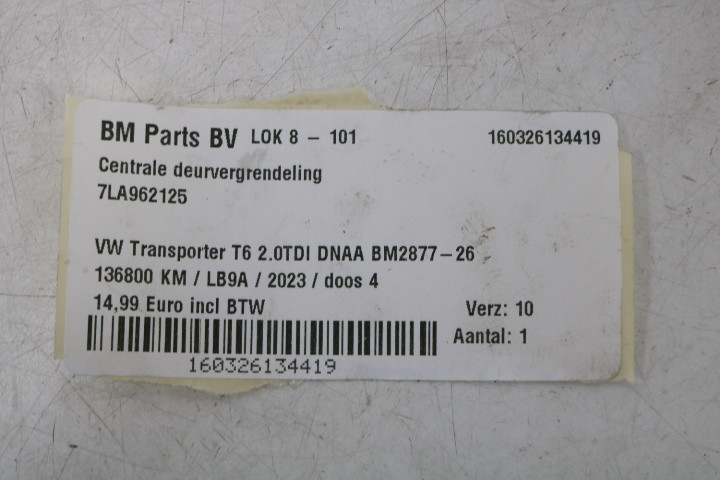 BM Parts BV LOK 8 - 101 160326134419
Centrale deurvergrendeling
7LA962125
VW Transporter T6 2.0TDI DNAA BM2877-26
136800 KM / LB9A / 2023 / doos 4
14,99 Euro incl BTW Verz: 10
Aantal: 1
160326134419